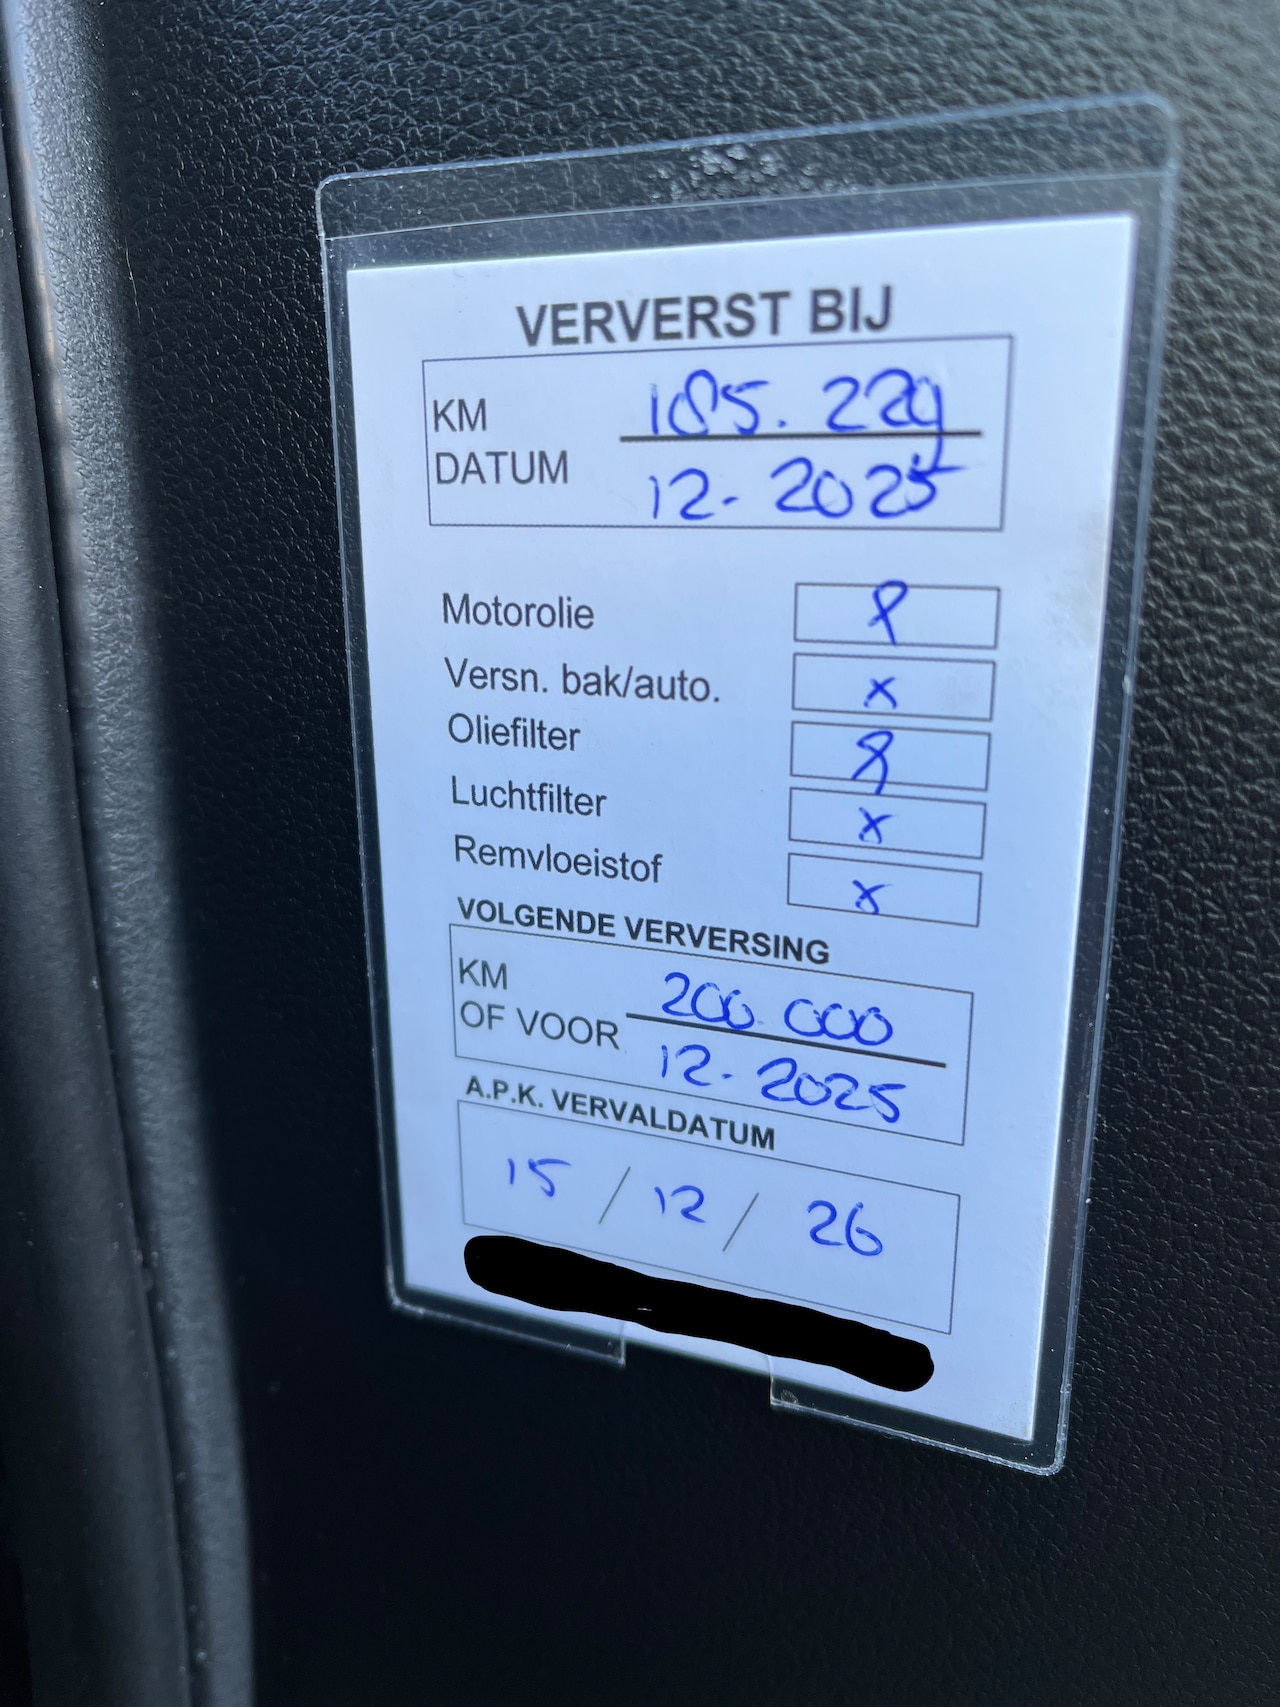 VERVERST BIJ
KM 185.229
DATUM 12-2025
Motorolie
Versn. bak/auto. x
Oliefilter
Luchtfilter x
Remvloeistof x
VOLGENDE VERVERSING
KM 200.000
OF VOOR 12-2025
A.P.K. VERVALDATUM
15 / 12 / 26